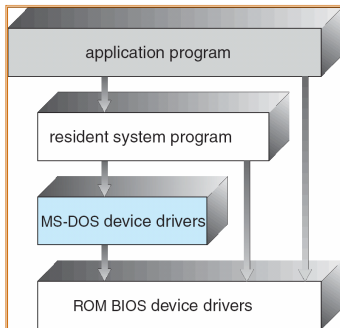 application program
resident system program
MS-DOS device drivers
ROM BIOS device drivers